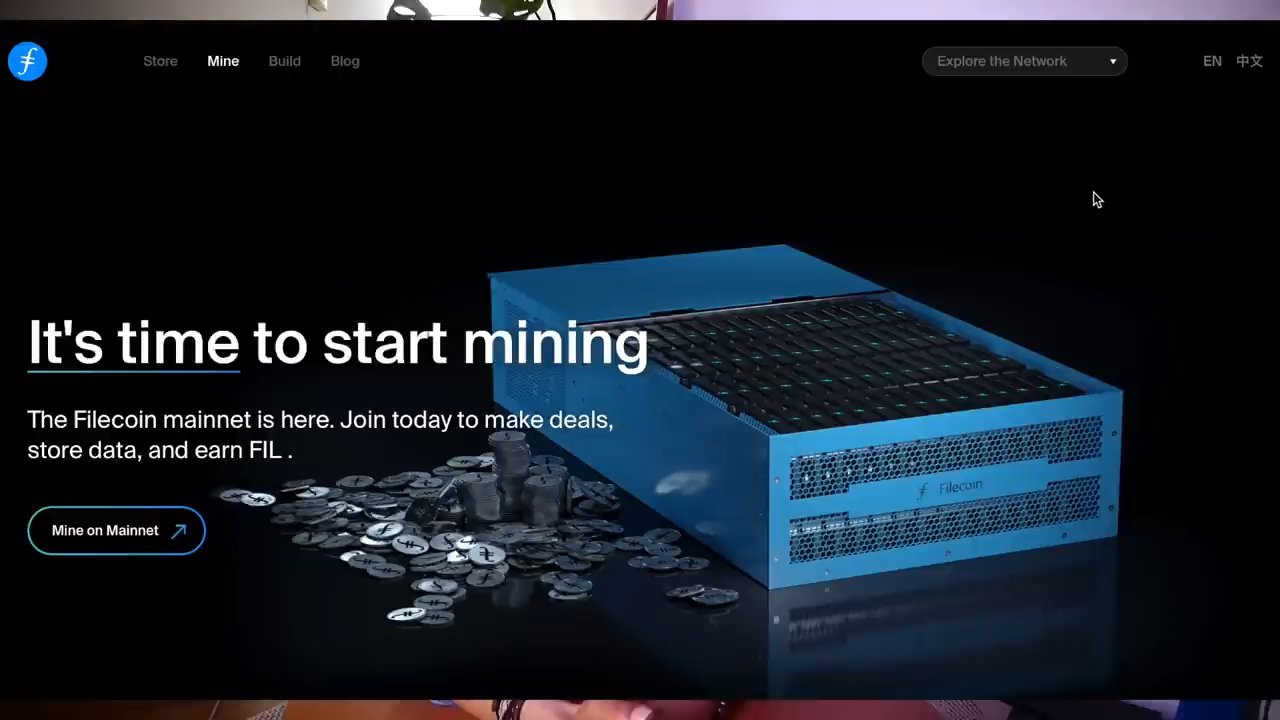 Store
Mine
Build
Blog
Explore the Network
EN
中文
It's time to start mining
The Filecoin mainnet is here. Join today to make deals,
store data, and earn FIL .
Mine on Mainnet
Filecoin